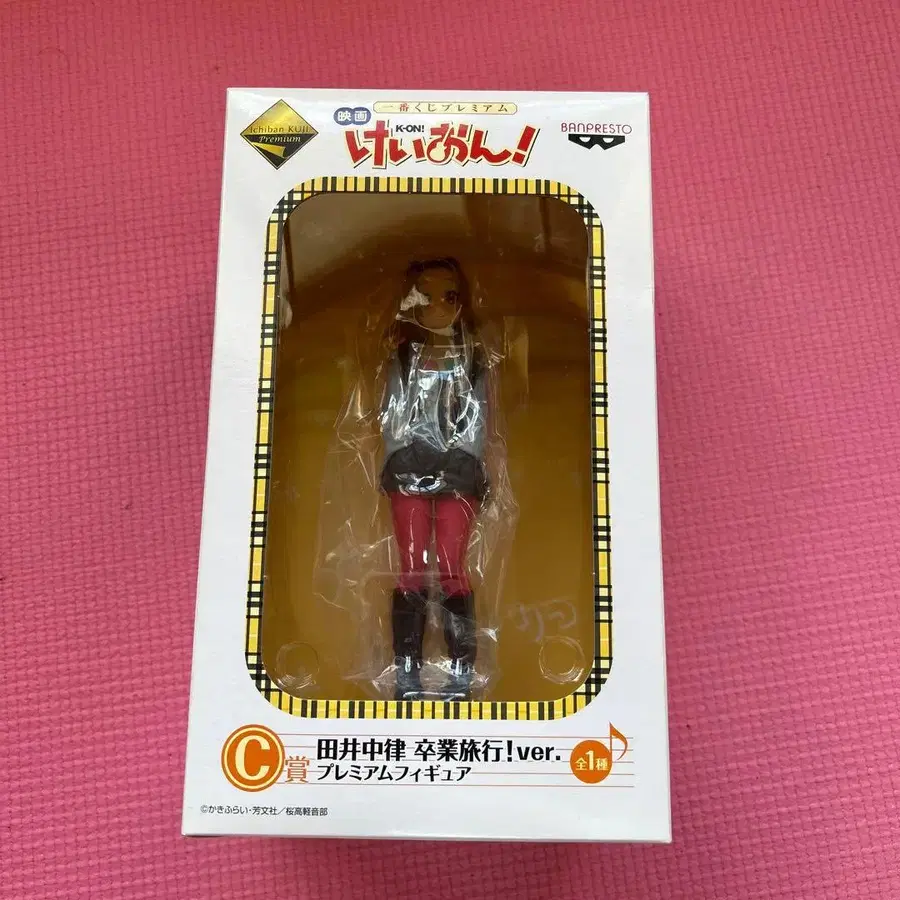 一番くじプレミアム
Ichiban KUJI
Premium
映画
K-ON!
けいおん!
BANPRESTO
りつ
C賞
田井中律 卒業旅行!ver.
プレミアムフィギュア
全1種
©かきふらい・芳文社/桜高軽音部